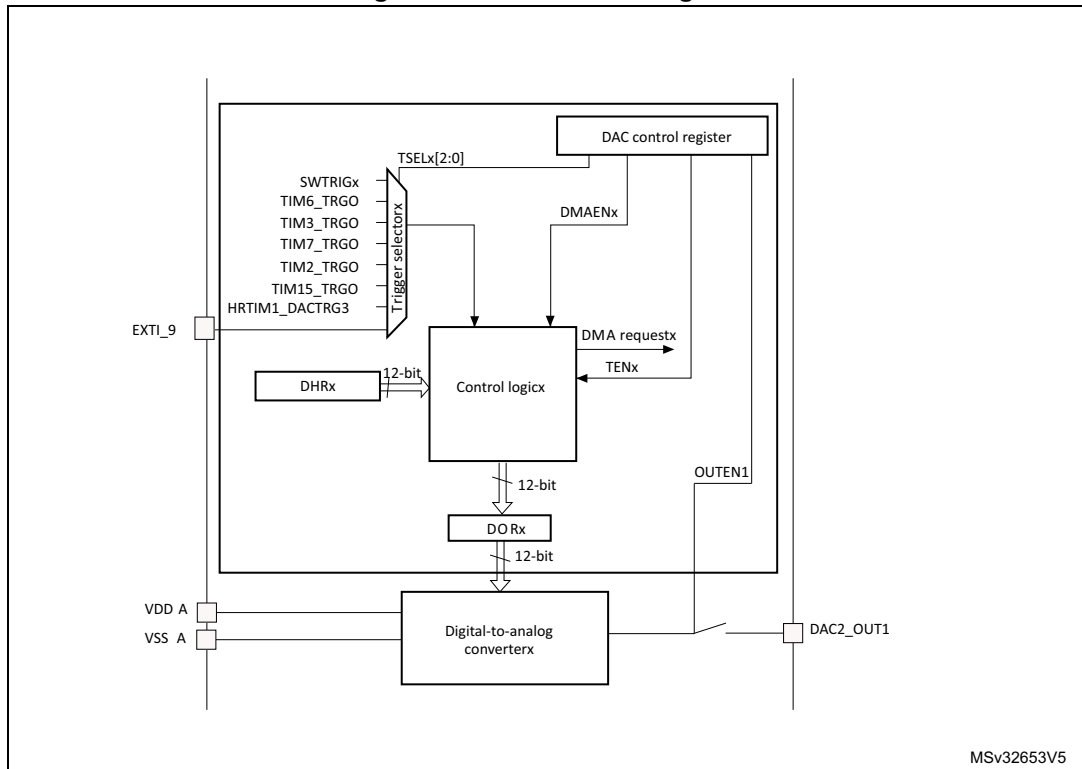 DAC control register
TSELx[2:0]
SWTRIGx
TIM6_TRGO
TIM3_TRGO
TIM7_TRGO
TIM2_TRGO
TIM15_TRGO
HRTIM1_DACTRG3
Trigger selectorx
DMAENx
EXTI_9
DMA requestx
TENx
12-bit
DHRx
Control logicx
OUTEN1
12-bit
DORx
12-bit
VDD A
VSS A
Digital-to-analog
converterx
DAC2_OUT1
MSv32653V5